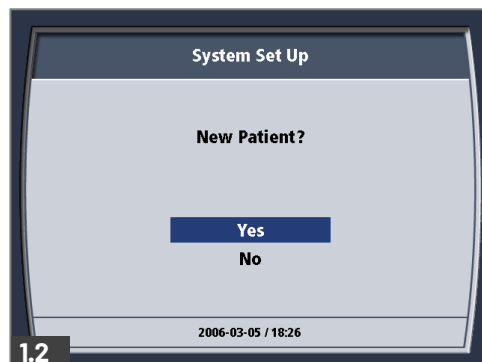 System Set Up
New Patient?
Yes
No
2006-03-05 / 18:26
1.2